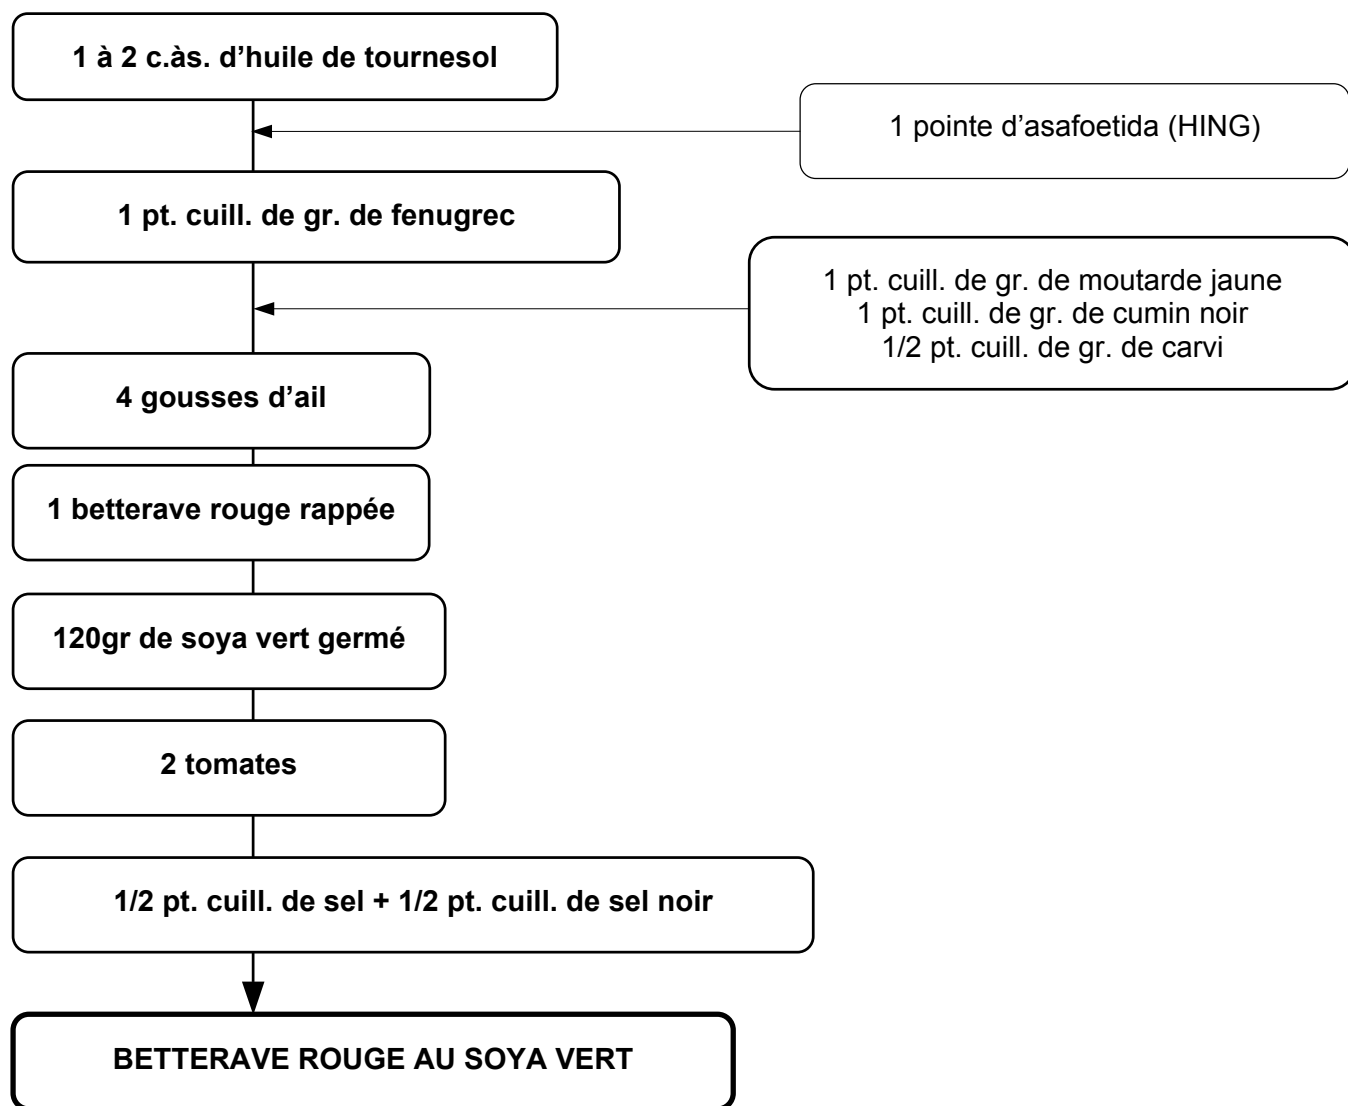 1 à 2 c.às. d’huile de tournesol
1 pointe d’asafoetida (HING)
1 pt. cuill. de gr. de fenugrec
1 pt. cuill. de gr. de moutarde jaune
1 pt. cuill. de gr. de cumin noir
1/2 pt. cuill. de gr. de carvi
4 gousses d’ail
1 betterave rouge rappée
120gr de soya vert germé
2 tomates
1/2 pt. cuill. de sel + 1/2 pt. cuill. de sel noir
BETTERAVE ROUGE AU SOYA VERT